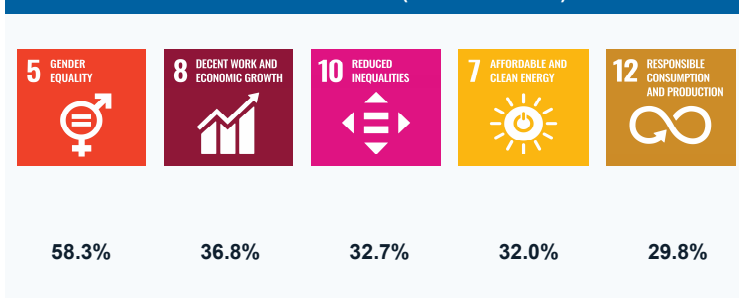 5 GENDER
EQUALITY
8 DECENT WORK AND
ECONOMIC GROWTH
10 REDUCED
INEQUALITIES
7 AFFORDABLE AND
CLEAN ENERGY
12 RESPONSIBLE
CONSUMPTION
AND PRODUCTION
58.3% 36.8% 32.7% 32.0% 29.8%